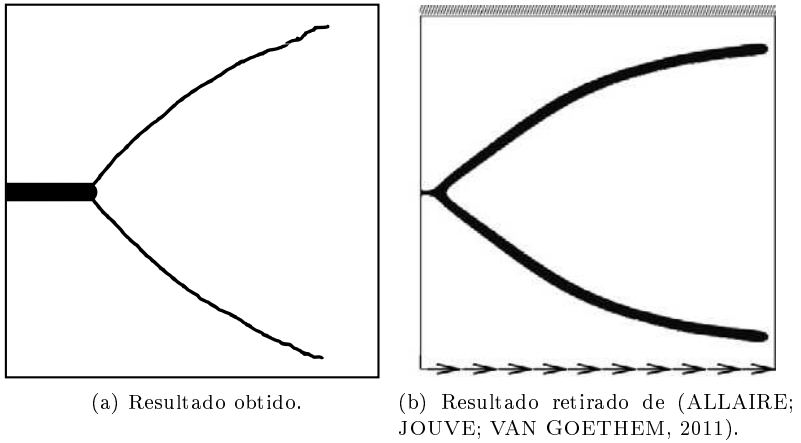 (a) Resultado obtido.
(b) Resultado retirado de (ALLAIRE;
JOUVE; VAN GOETHEM, 2011).